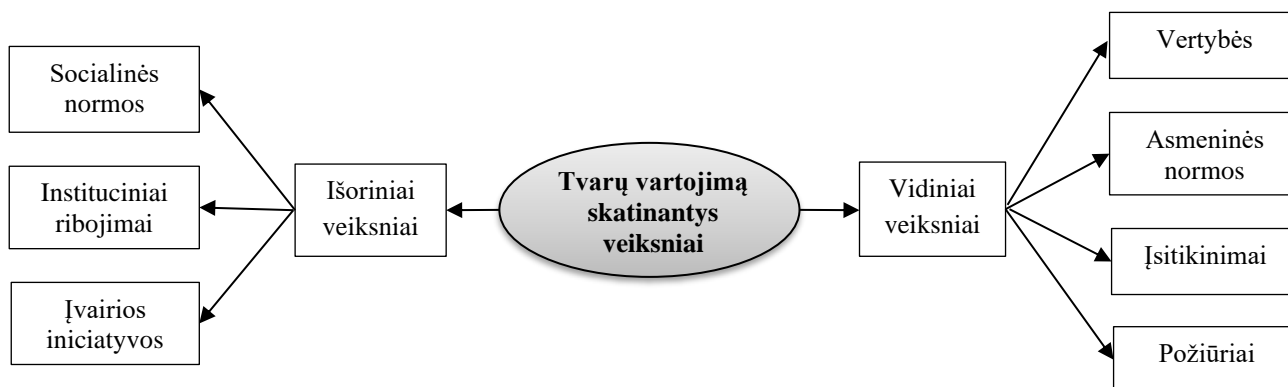 Socialinės
normos
Instituciniai
ribojimai
Įvairios
iniciatyvos
Išoriniai
veiksniai
Tvarų vartojimą
skatinantys
veiksniai
Vidiniai
veiksniai
Vertybės
Asmeninės
normos
Įsitikinimai
Požiūriai